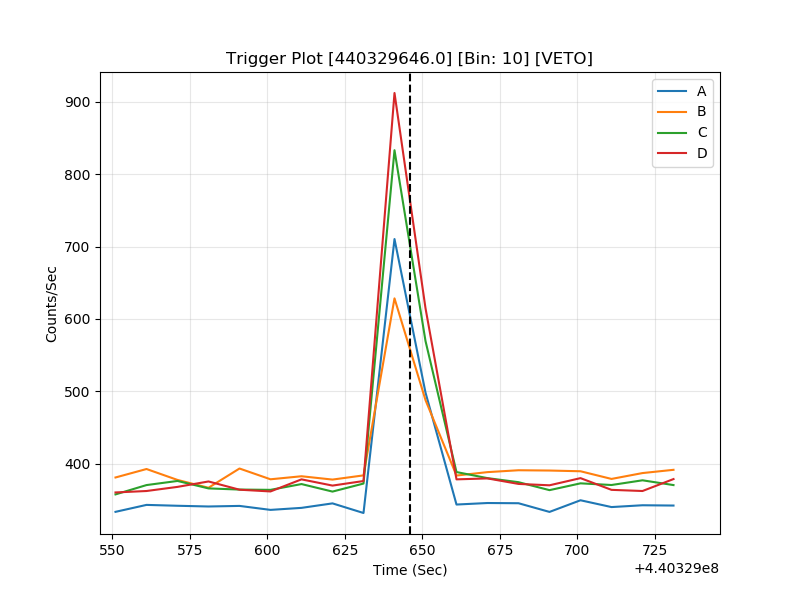 Trigger Plot [440329646.0] [Bin: 10] [VETO]
A
B
C
D
900
800
700
600
500
400
Counts/Sec
550 575 600 625 650 675 700 725
Time (Sec)
+4.40329e8